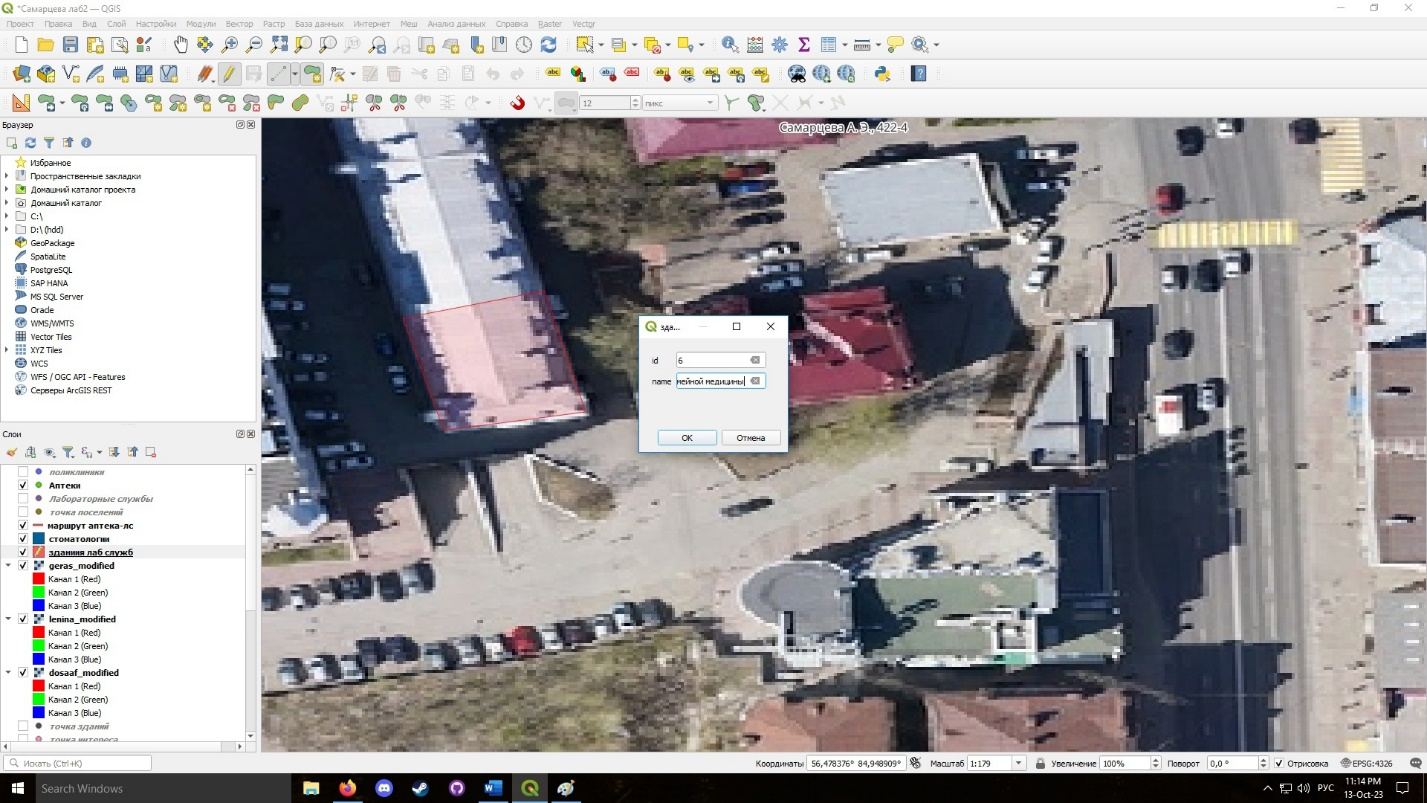 *Самарцева лаб2 — QGIS
Проект Правка Вид Слой Настройки Модули Вектор Растр База данных Интернет Меш Анализ данных Справка Raster Vectgr
12 пикс
Браузер
Избранное
Пространственные закладки
Домашний каталог проекта
Домашний каталог
C:\
D:\ (hdd)
GeoPackage
SpatiaLite
PostgreSQL
SAP HANA
MS SQL Server
Oracle
WMS/WMTS
Vector Tiles
XYZ Tiles
WCS
WFS / OGC API - Features
Серверы ArcGIS REST
Слои
поликлиники
Аптеки
Лабораторные службы
точка поселений
маршрут аптека-лс
стоматологии
зданиия лаб служб
geras_modified
Канал 1 (Red)
Канал 2 (Green)
Канал 3 (Blue)
lenina_modified
Канал 1 (Red)
Канал 2 (Green)
Канал 3 (Blue)
dosaaf_modified
Канал 1 (Red)
Канал 2 (Green)
Канал 3 (Blue)
точка зданий
точка интереса
Самарцева А. Э., 422-4
зда...
id 6
name мейной медицины
OK Отмена
Искать (Ctrl+K)
Координаты 56,478376° 84,948909° Масштаб 1:179 Увеличение 100% Поворот 0,0 ° Отрисовка EPSG:4326
Search Windows
РУС
11:14 PM
13-Oct-23